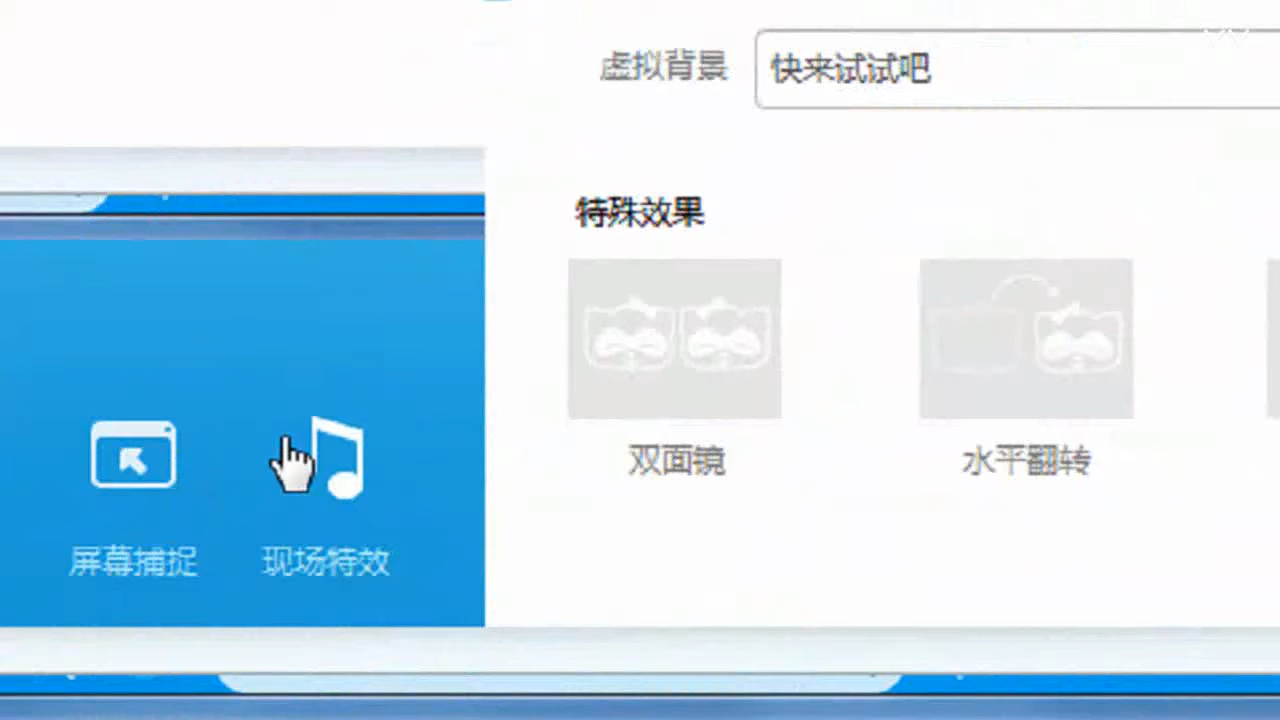 虚拟背景 快来试试吧
特殊效果
双面镜 水平翻转
屏幕捕捉 现场特效